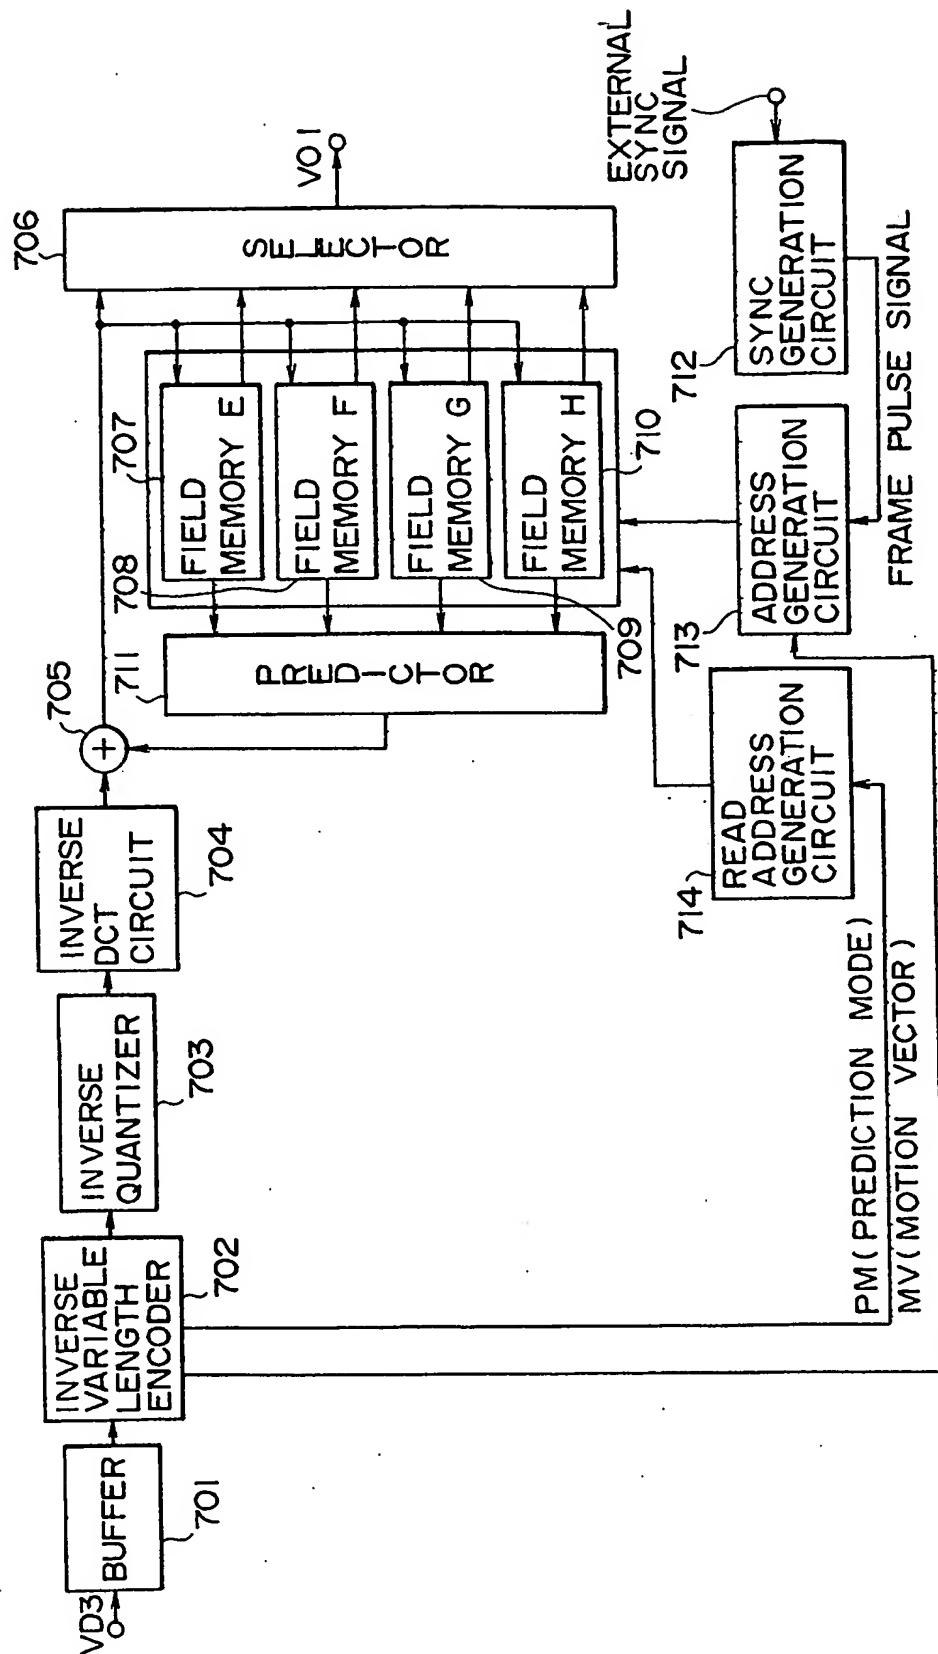 VD3
BUFFER
701
INVERSE
VARIABLE
LENGTH
ENCODER
702
INVERSE
QUANTIZER
703
INVERSE
DCT
CIRCUIT
704
705
+
706
SELECTOR
VO1
707
FIELD
MEMORY E
708
FIELD
MEMORY F
FIELD
MEMORY G
709
FIELD
MEMORY H
710
711
PREDICTOR
EXTERNAL
SYNC
SIGNAL
712
SYNC
GENERATION
CIRCUIT
FRAME PULSE SIGNAL
713
ADDRESS
GENERATION
CIRCUIT
714
READ
ADDRESS
GENERATION
CIRCUIT
PM(PREDICTION MODE)
MV(MOTION VECTOR)